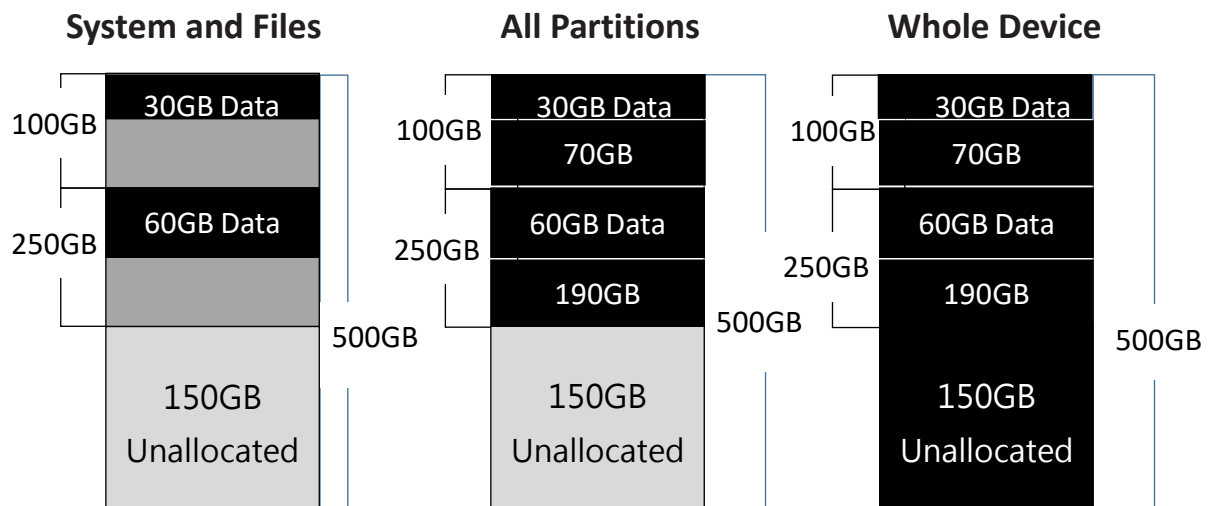 System and Files
All Partitions
Whole Device
100GB
30GB Data
250GB
60GB Data
500GB
150GB
Unallocated
100GB
30GB Data
70GB
250GB
60GB Data
190GB
500GB
150GB
Unallocated
100GB
30GB Data
70GB
250GB
60GB Data
190GB
500GB
150GB
Unallocated